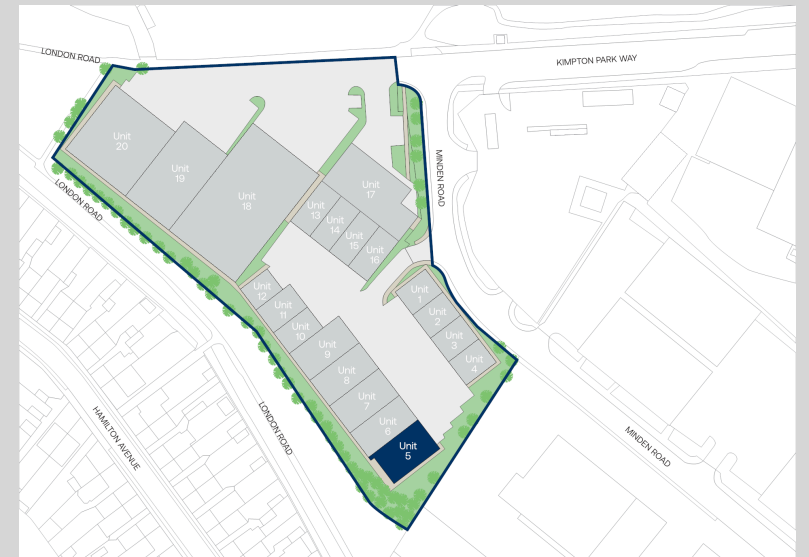 LONDON ROAD
KIMPTON PARK WAY
Unit
20
Unit
19
Unit
18
Unit
17
Unit
13
Unit
14
Unit
15
Unit
16
MINDEN ROAD
LONDON ROAD
Unit
12
Unit
11
Unit
10
Unit
9
Unit
8
Unit
7
Unit
6
Unit
5
Unit
1
Unit
2
Unit
3
Unit
4
HAMILTON AVENUE
LONDON ROAD
MINDEN ROAD